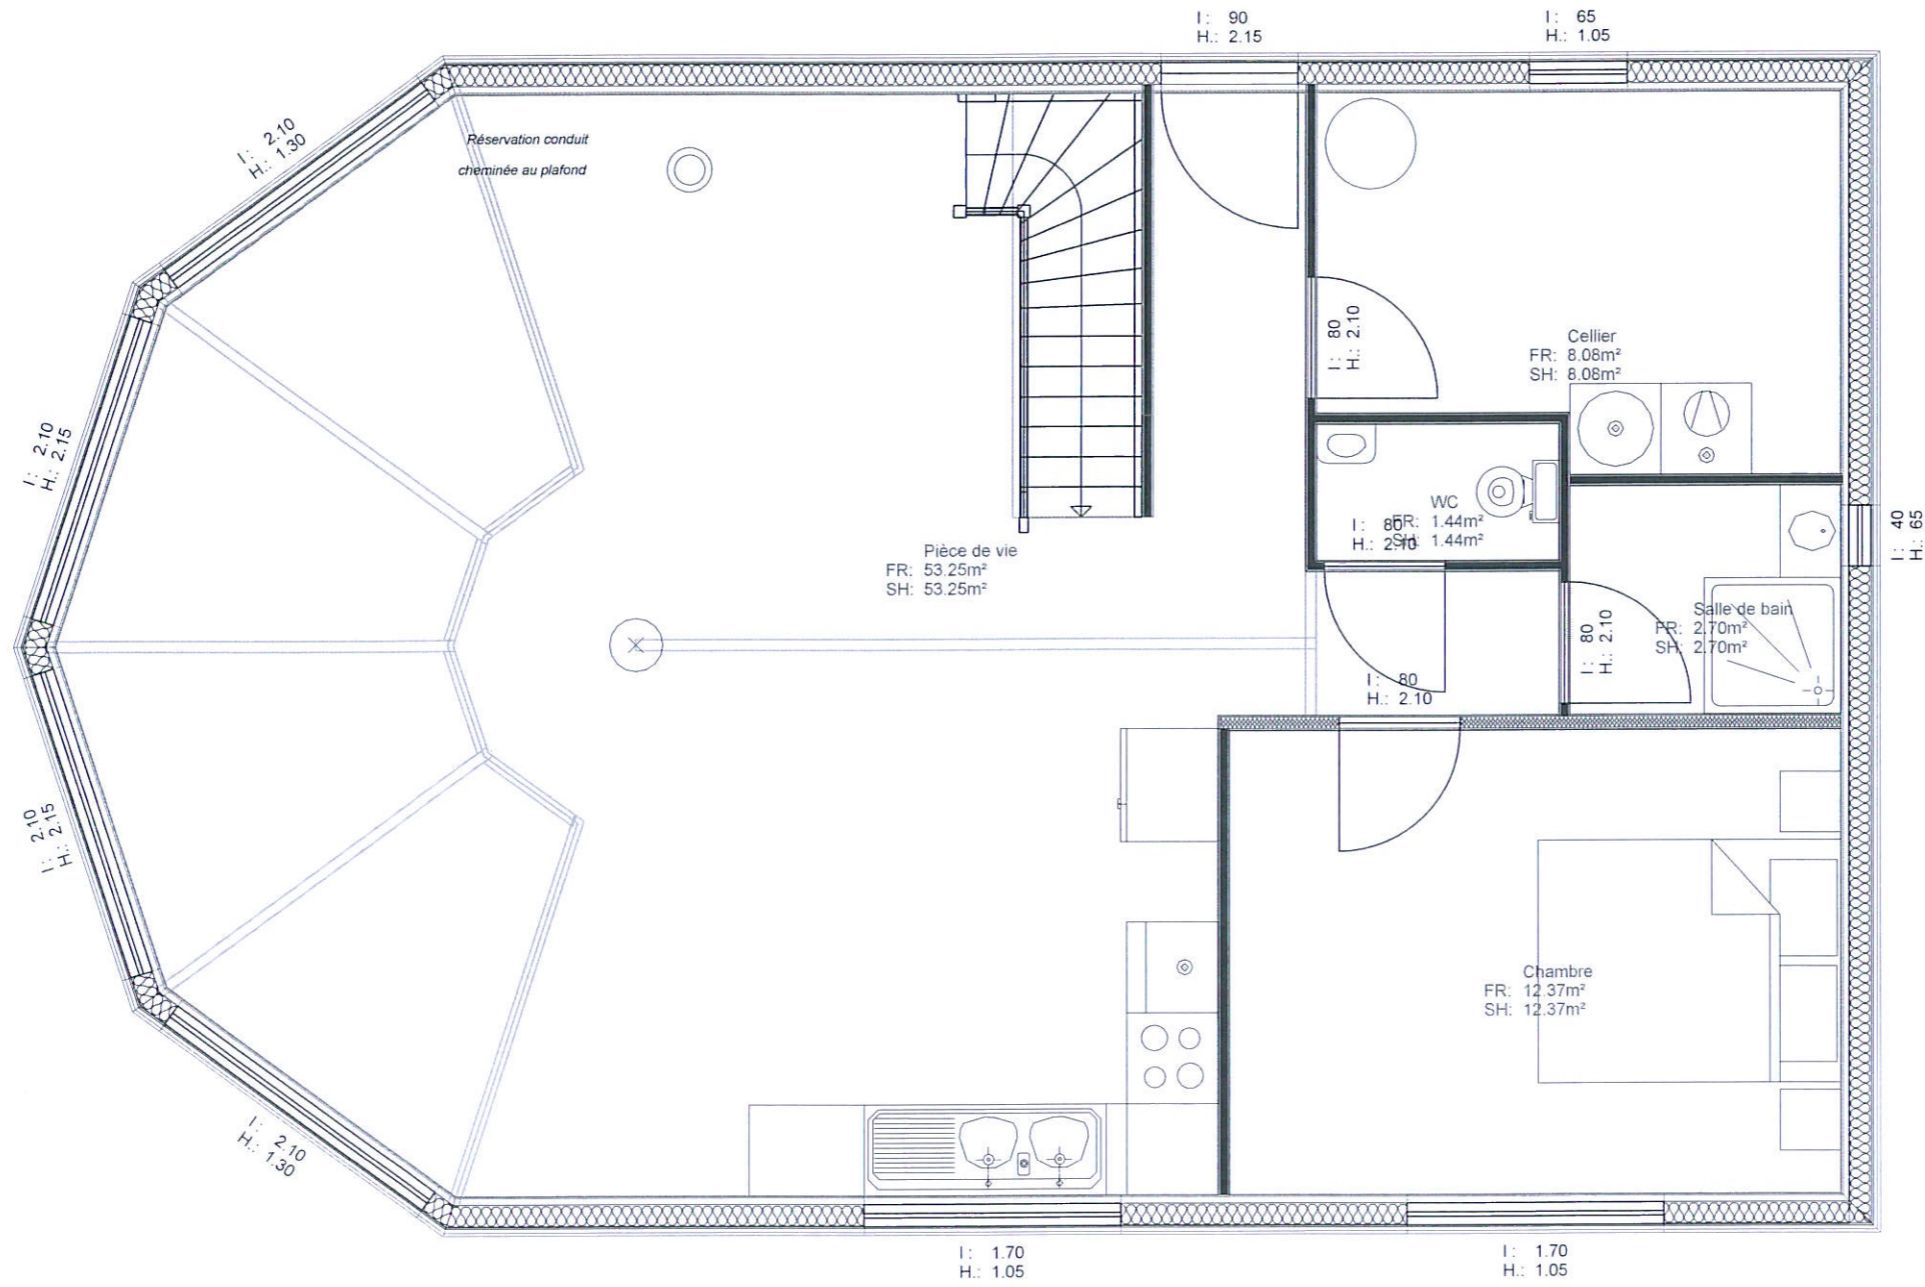 l : 90
H.: 2.15
l : 65
H.: 1.05
l : 2.10
H.: 1.30
Réservation conduit
cheminée au plafond
l : 80
H.: 2.10
Cellier
FR: 8.08m²
SH: 8.08m²
l : 2.10
H.: 2.15
WC
FR: 1.44m²
SH: 1.44m²
l : 80
H.: 2.10
l : 40
H.: 65
Pièce de vie
FR: 53.25m²
SH: 53.25m²
l : 80
H.: 2.10
Salle de bain
FR: 2.70m²
SH: 2.70m²
l : 80
H.: 2.10
l : 2.10
H.: 2.15
Chambre
FR: 12.37m²
SH: 12.37m²
l : 2.10
H.: 1.30
l : 1.70
H.: 1.05
l : 1.70
H.: 1.05